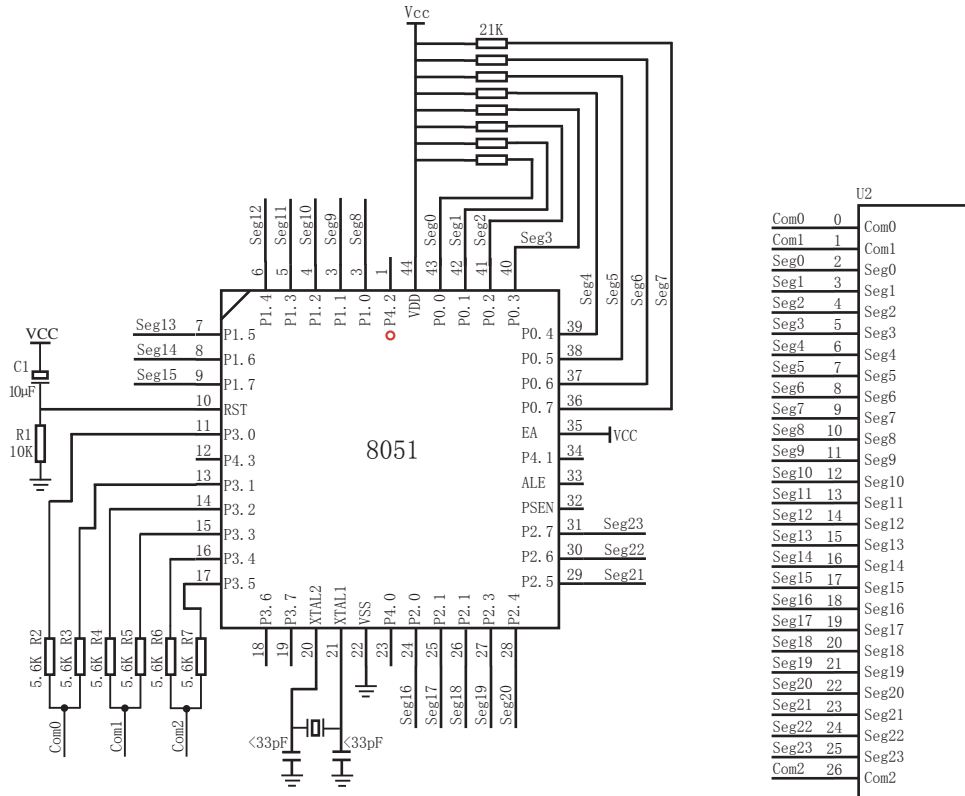 Vcc
21K
Seg12
Seg11
Seg10
Seg9
Seg8
Seg0
Seg1
Seg2
Seg3
Seg4
Seg5
Seg6
Seg7
6
5
4
3
3
1
44
43
42
41
40
P1.4
P1.3
P1.2
P1.1
P1.0
P4.2
VDD
P0.0
P0.1
P0.2
P0.3
VCC
C1
10μF
R1
10K
Seg13 7 P1.5
Seg14 8 P1.6
Seg15 9 P1.7
10 RST
11 P3.0
12 P4.3
13 P3.1
14 P3.2
15 P3.3
16 P3.4
17 P3.5
8051
P0.4 39
P0.5 38
P0.6 37
P0.7 36
EA 35 VCC
P4.1 34
ALE 33
PSEN 32
P2.7 31 Seg23
P2.6 30 Seg22
P2.5 29 Seg21
P3.6
P3.7
XTAL2
XTAL1
VSS
P4.0
P2.0
P2.1
P2.1
P2.3
P2.4
18
19
20
21
22
23
24
25
26
27
28
Seg16
Seg17
Seg18
Seg19
Seg20
5.6K R2
5.6K R3
5.6K R4
5.6K R5
5.6K R6
5.6K R7
Com0
Com1
Com2
<33pF
<33pF
U2
Com0 0 Com0
Com1 1 Com1
Seg0 2 Seg0
Seg1 3 Seg1
Seg2 4 Seg2
Seg3 5 Seg3
Seg4 6 Seg4
Seg5 7 Seg5
Seg6 8 Seg6
Seg7 9 Seg7
Seg8 10 Seg8
Seg9 11 Seg9
Seg10 12 Seg10
Seg11 13 Seg11
Seg12 14 Seg12
Seg13 15 Seg13
Seg14 16 Seg14
Seg15 17 Seg15
Seg16 18 Seg16
Seg17 19 Seg17
Seg18 20 Seg18
Seg19 21 Seg19
Seg20 22 Seg20
Seg21 23 Seg21
Seg22 24 Seg22
Seg23 25 Seg23
Com2 26 Com2